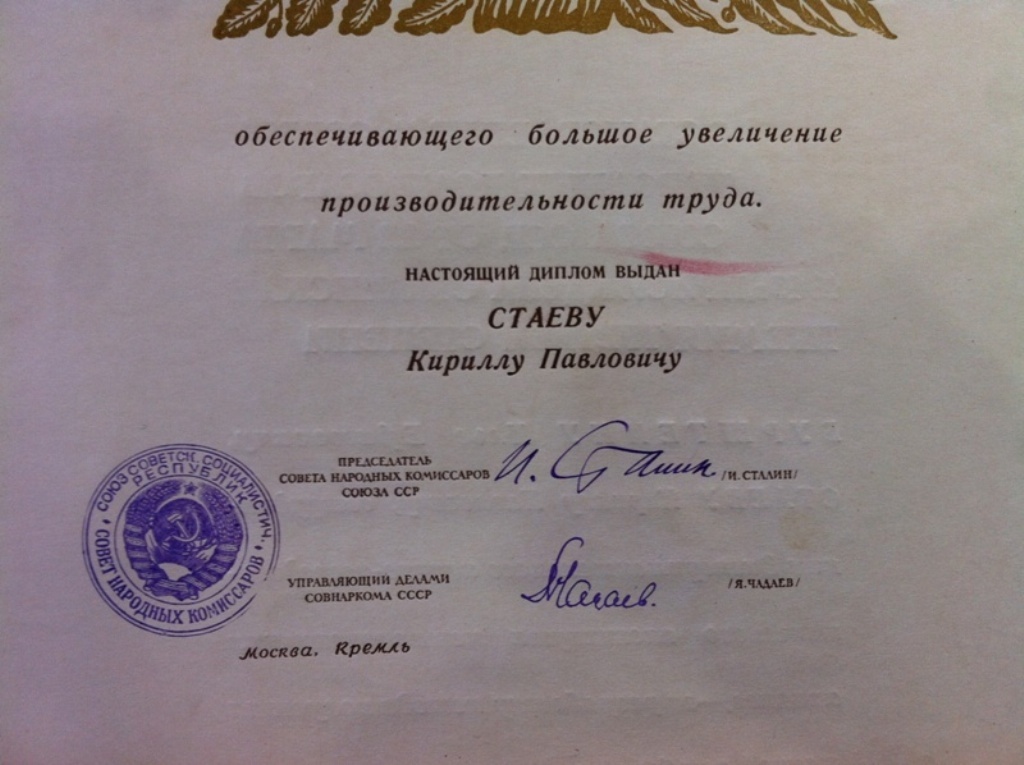 обеспечивающего большое увеличение
производительности труда.
НАСТОЯЩИЙ ДИПЛОМ ВЫДАН
СТАЕВУ
Кириллу Павловичу
ПРЕДСЕДАТЕЛЬ
СОВЕТА НАРОДНЫХ КОМИССАРОВ
СОЮЗА ССР
И. Сталин
/И. СТАЛИН/
УПРАВЛЯЮЩИЙ ДЕЛАМИ
СОВНАРКОМА СССР
/Я. ЧАДАЕВ/
Москва, Кремль
СОЮЗ СОВЕТСК. СОЦИАЛИСТИЧ.
РЕСПУБЛИК
СОВЕТ НАРОДНЫХ КОМИССАРОВ